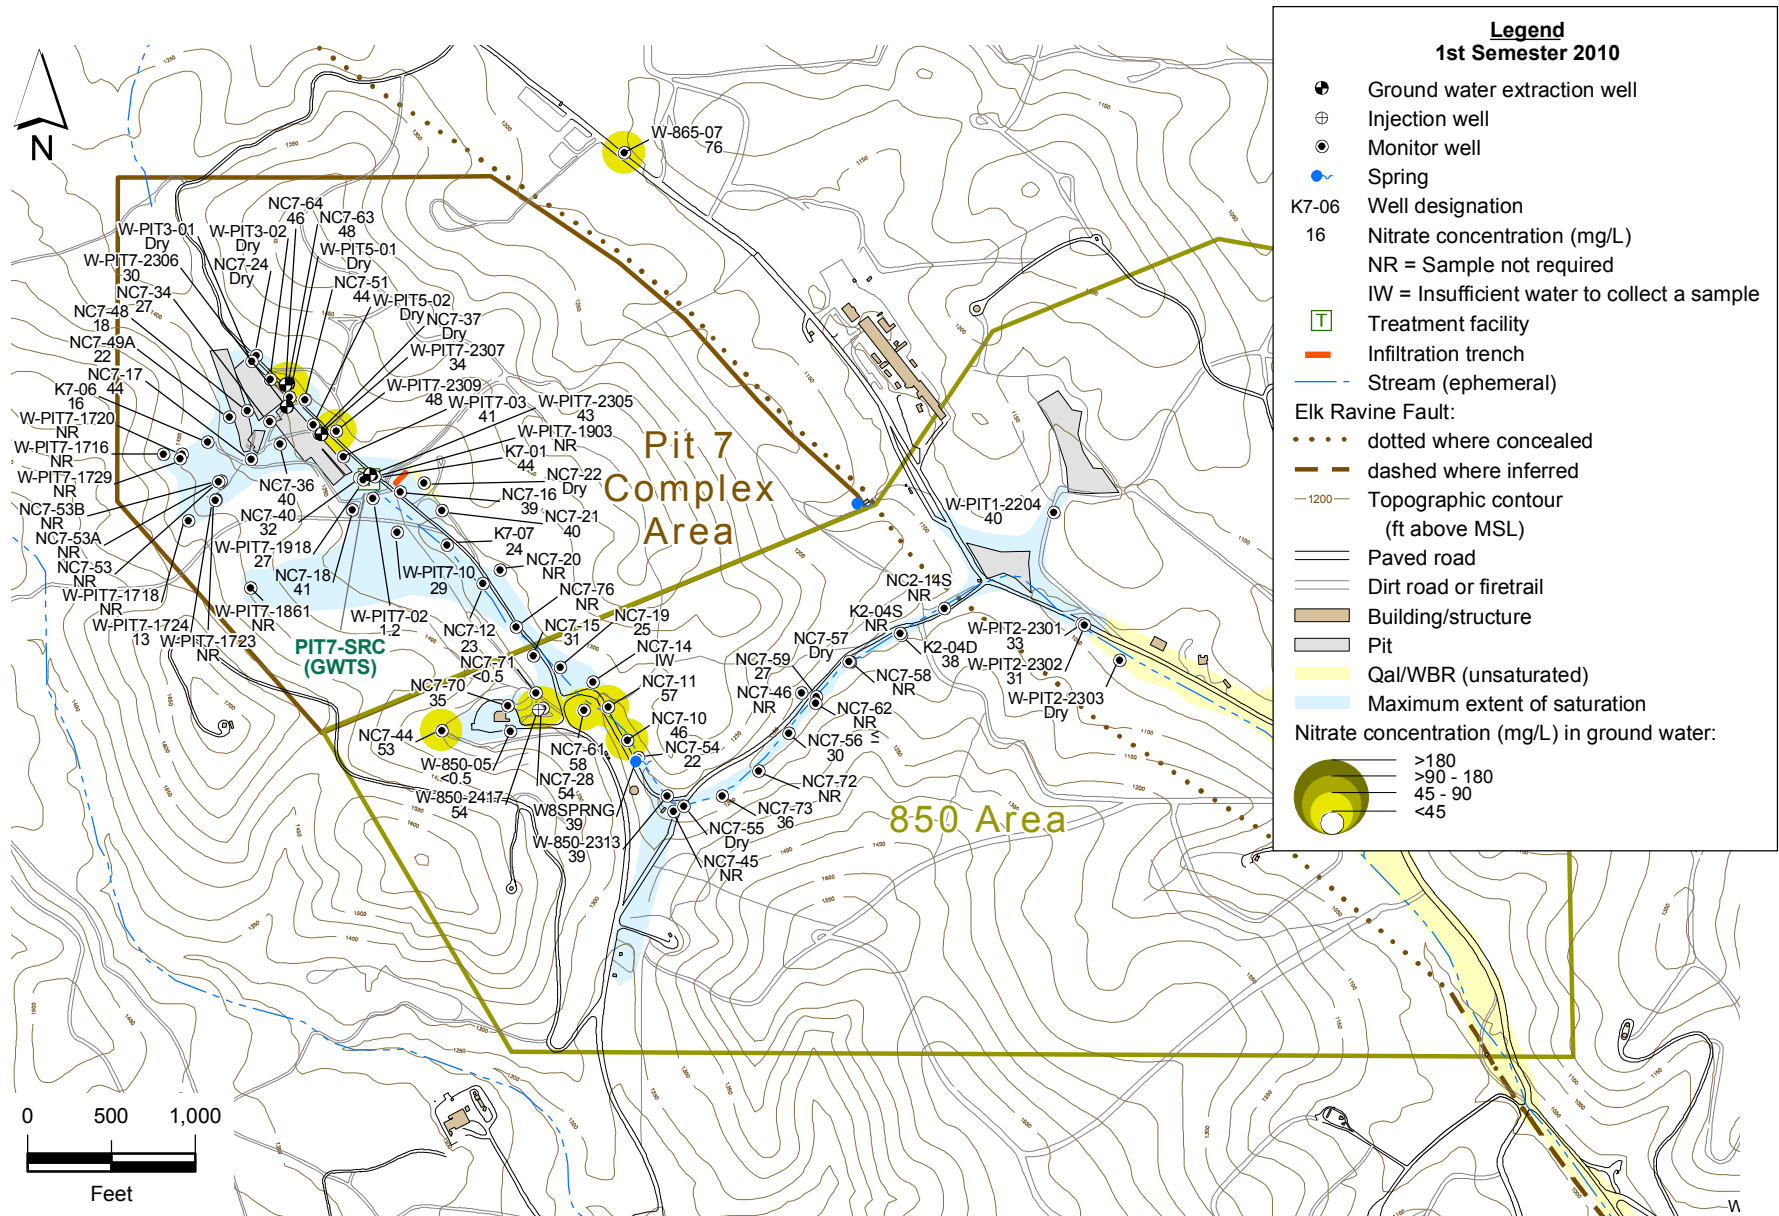 Legend
1st Semester 2010
Ground water extraction well
Injection well
Monitor well
Spring
K7-06 Well designation
16 Nitrate concentration (mg/L)
NR = Sample not required
IW = Insufficient water to collect a sample
T Treatment facility
Infiltration trench
Stream (ephemeral)
Elk Ravine Fault:
dotted where concealed
dashed where inferred
1200 Topographic contour
(ft above MSL)
Paved road
Dirt road or firetrail
Building/structure
Pit
Qal/WBR (unsaturated)
Maximum extent of saturation
Nitrate concentration (mg/L) in ground water:
>180
>90 - 180
45 - 90
<45
N
W-865-07
76
NC7-64
46
NC7-63
48
W-PIT3-01
Dry
W-PIT3-02
Dry
W-PIT5-01
Dry
W-PIT7-2306
30
NC7-24
Dry
NC7-51
44
NC7-34
27
W-PIT5-02
Dry
NC7-48
18
NC7-37
Dry
NC7-49A
22
W-PIT7-2307
34
NC7-17
44
W-PIT7-2309
48
K7-06
16
W-PIT7-03
41
W-PIT7-2305
43
W-PIT7-1720
NR
W-PIT7-1903
NR
W-PIT7-1716
NR
K7-01
44
W-PIT7-1729
NR
NC7-22
Dry
NC7-36
40
NC7-16
39
NC7-53B
NR
NC7-40
32
NC7-21
40
NC7-53A
NR
K7-07
24
W-PIT7-1918
27
NC7-53
NR
NC7-20
NR
NC7-18
41
W-PIT7-10
29
W-PIT7-1718
NR
NC7-76
NR
W-PIT7-1861
NR
W-PIT7-02
1.2
W-PIT7-1724
13
W-PIT7-1723
NR
NC7-12
23
NC7-15
31
NC7-19
25
PIT7-SRC
(GWTS)
Pit 7
Complex
Area
NC7-14
IW
NC7-71
<0.5
NC7-70
35
NC7-11
57
NC7-44
53
NC7-10
46
NC7-61
58
NC7-54
22
W-850-05
<0.5
NC7-28
54
W-850-2417
54
W8SPRNG
39
W-850-2313
39
NC7-55
Dry
NC7-45
NR
NC7-73
36
NC7-72
NR
NC7-56
30
NC7-62
NR
NC7-46
NR
NC7-59
27
NC7-57
Dry
NC7-58
NR
K2-04D
38
K2-04S
NR
NC2-14S
NR
W-PIT1-2204
40
W-PIT2-2301
33
W-PIT2-2302
31
W-PIT2-2303
Dry
850 Area
0 500 1,000
Feet
W